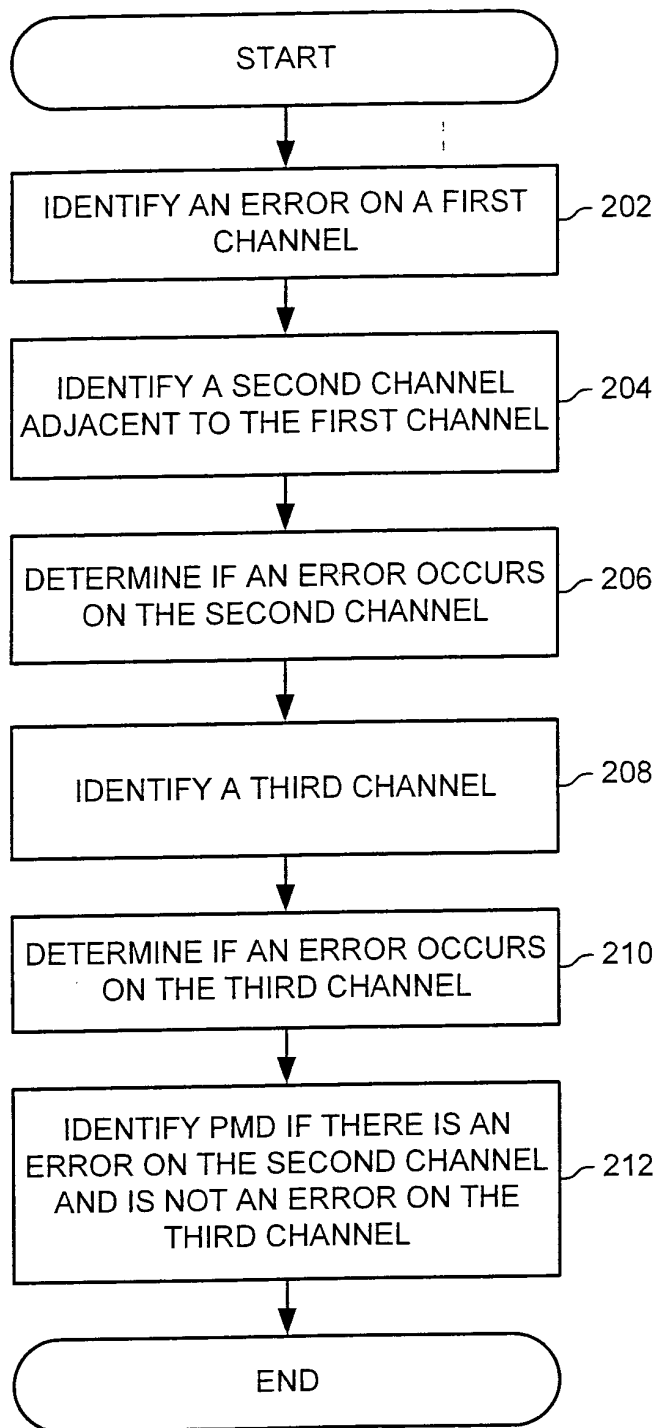 START
IDENTIFY AN ERROR ON A FIRST
CHANNEL
202
IDENTIFY A SECOND CHANNEL
ADJACENT TO THE FIRST CHANNEL
204
DETERMINE IF AN ERROR OCCURS
ON THE SECOND CHANNEL
206
IDENTIFY A THIRD CHANNEL
208
DETERMINE IF AN ERROR OCCURS
ON THE THIRD CHANNEL
210
IDENTIFY PMD IF THERE IS AN
ERROR ON THE SECOND CHANNEL
AND IS NOT AN ERROR ON THE
THIRD CHANNEL
212
END